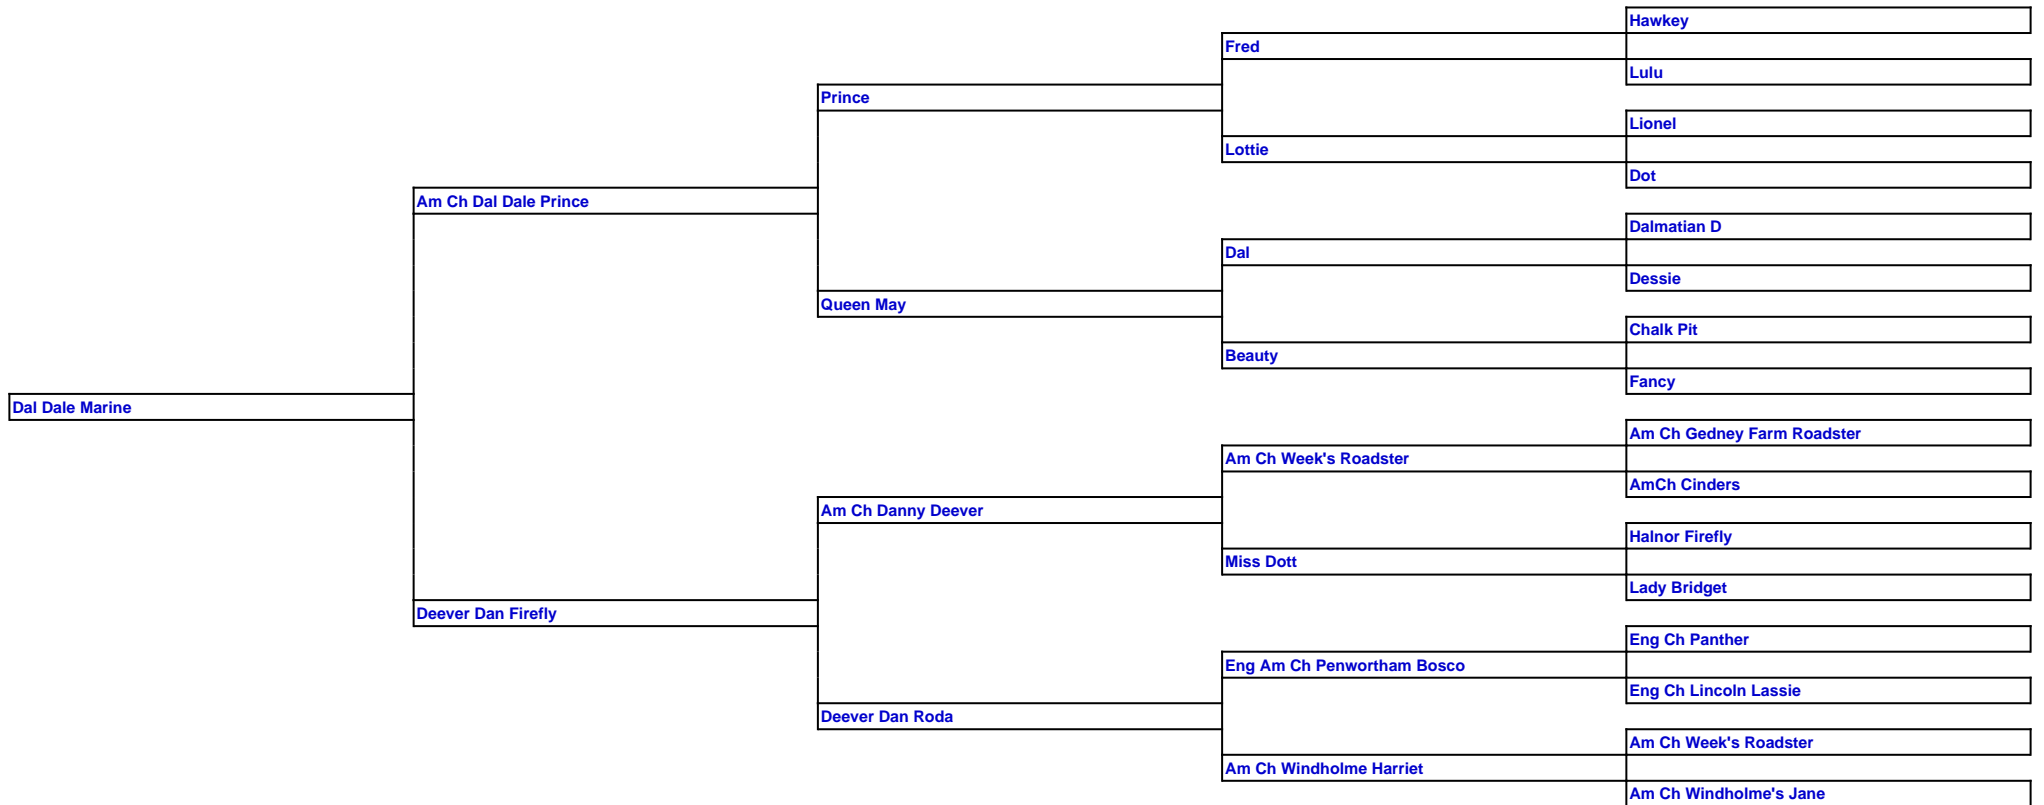 Hawkey
Fred
Lulu
Prince
Lionel
Lottie
Dot
Am Ch Dal Dale Prince
Dalmatian D
Dal
Dessie
Queen May
Chalk Pit
Beauty
Fancy
Dal Dale Marine
Am Ch Gedney Farm Roadster
Am Ch Week's Roadster
AmCh Cinders
Am Ch Danny Deever
Halnor Firefly
Miss Dott
Lady Bridget
Deever Dan Firefly
Eng Ch Panther
Eng Am Ch Penwortham Bosco
Eng Ch Lincoln Lassie
Deever Dan Roda
Am Ch Week's Roadster
Am Ch Windholme Harriet
Am Ch Windholme's Jane